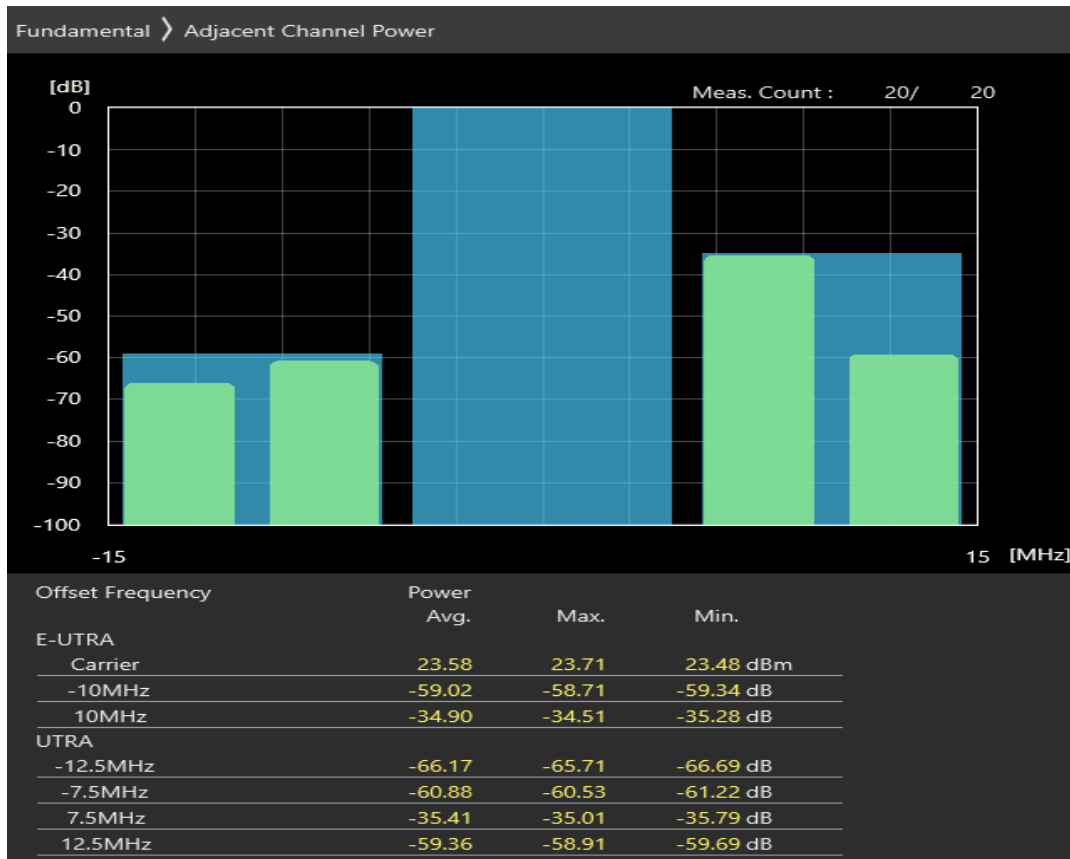 Fundamental ❯ Adjacent Channel Power
[dB]
Meas. Count : 20/ 20
0
-10
-20
-30
-40
-50
-60
-70
-80
-90
-100
-15 15 [MHz]
Offset Frequency Power
Avg. Max. Min.
E-UTRA
Carrier 23.58 23.71 23.48 dBm
-10MHz -59.02 -58.71 -59.34 dB
10MHz -34.90 -34.51 -35.28 dB
UTRA
-12.5MHz -66.17 -65.71 -66.69 dB
-7.5MHz -60.88 -60.53 -61.22 dB
7.5MHz -35.41 -35.01 -35.79 dB
12.5MHz -59.36 -58.91 -59.69 dB